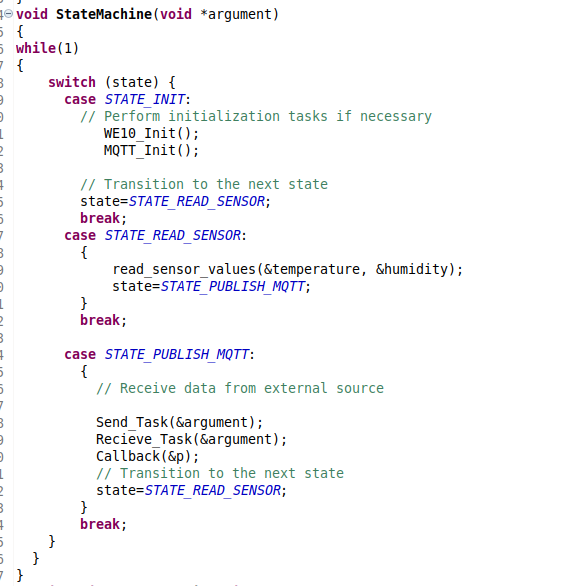 void StateMachine(void *argument)
{
while(1)
{
    switch (state) {
      case STATE_INIT:
        // Perform initialization tasks if necessary
           WE10_Init();
           MQTT_Init();

        // Transition to the next state
        state=STATE_READ_SENSOR;
        break;
      case STATE_READ_SENSOR:
        {
            read_sensor_values(&temperature, &humidity);
            state=STATE_PUBLISH_MQTT;
        }
        break;

      case STATE_PUBLISH_MQTT:
        {
          // Receive data from external source

          Send_Task(&argument);
          Recieve_Task(&argument);
          Callback(&p);
          // Transition to the next state
          state=STATE_READ_SENSOR;
        }
        break;
    }
  }
}